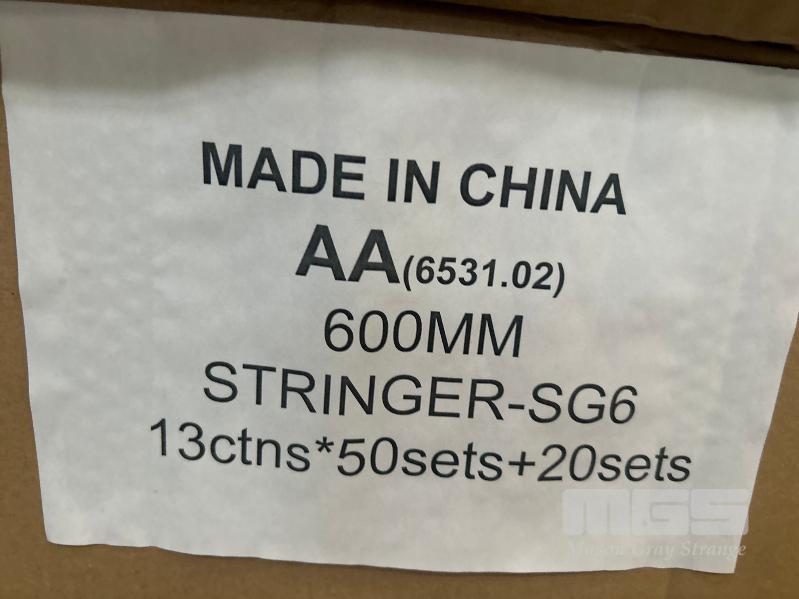 MADE IN CHINA
AA(6531.02)
600MM
STRINGER-SG6
13ctns*50sets+20sets
MGS
Mason Gray Strange